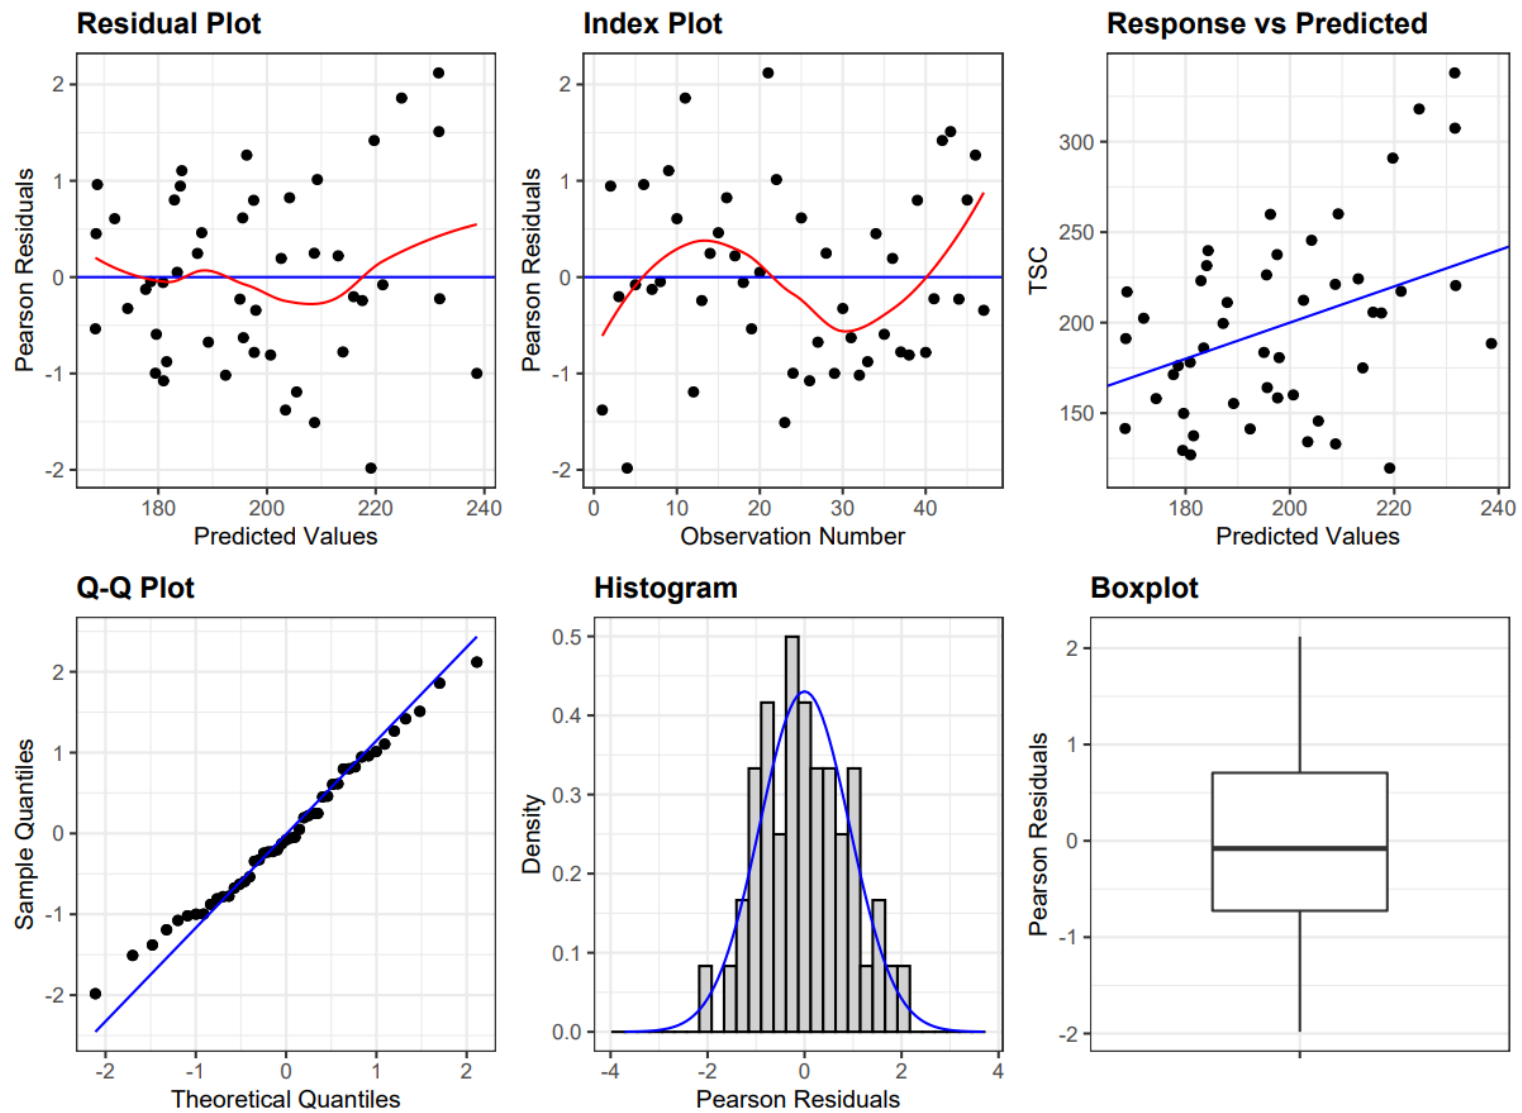 Residual Plot
Pearson Residuals
2
1
0
-1
-2
180 200 220 240
Predicted Values
Index Plot
Pearson Residuals
2
1
0
-1
-2
0 10 20 30 40
Observation Number
Response vs Predicted
TSC
300
250
200
150
180 200 220 240
Predicted Values
Q-Q Plot
Sample Quantiles
2
1
0
-1
-2
-2 -1 0 1 2
Theoretical Quantiles
Histogram
Density
0.5
0.4
0.3
0.2
0.1
0.0
-4 -2 0 2 4
Pearson Residuals
Boxplot
Pearson Residuals
2
1
0
-1
-2